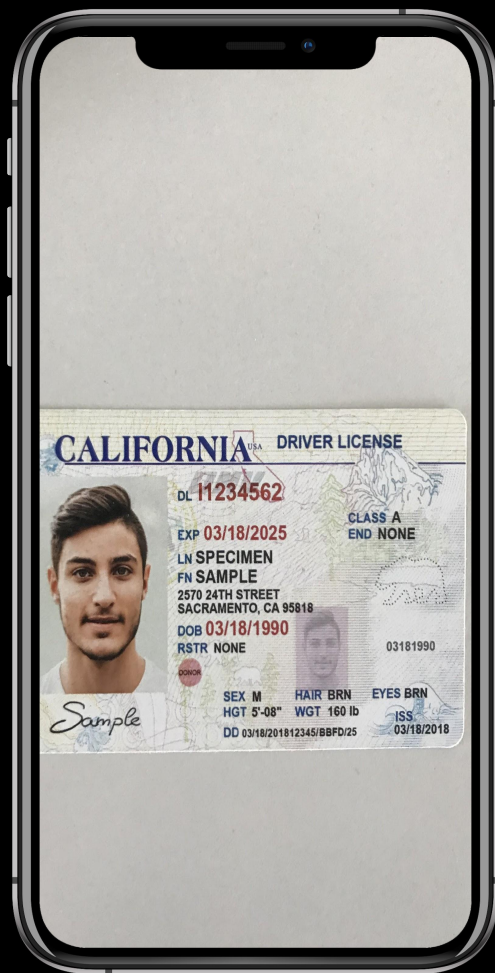 CALIFORNIA USA DRIVER LICENSE
DL I1234562
CLASS A
EXP 03/18/2025
END NONE
LN SPECIMEN
FN SAMPLE
2570 24TH STREET
SACRAMENTO, CA 95818
DOB 03/18/1990
RSTR NONE
03181990
DONOR
SEX M HAIR BRN EYES BRN
HGT 5'-08" WGT 160 lb
ISS
03/18/2018
DD 03/18/201812345/BBFD/25
Sample